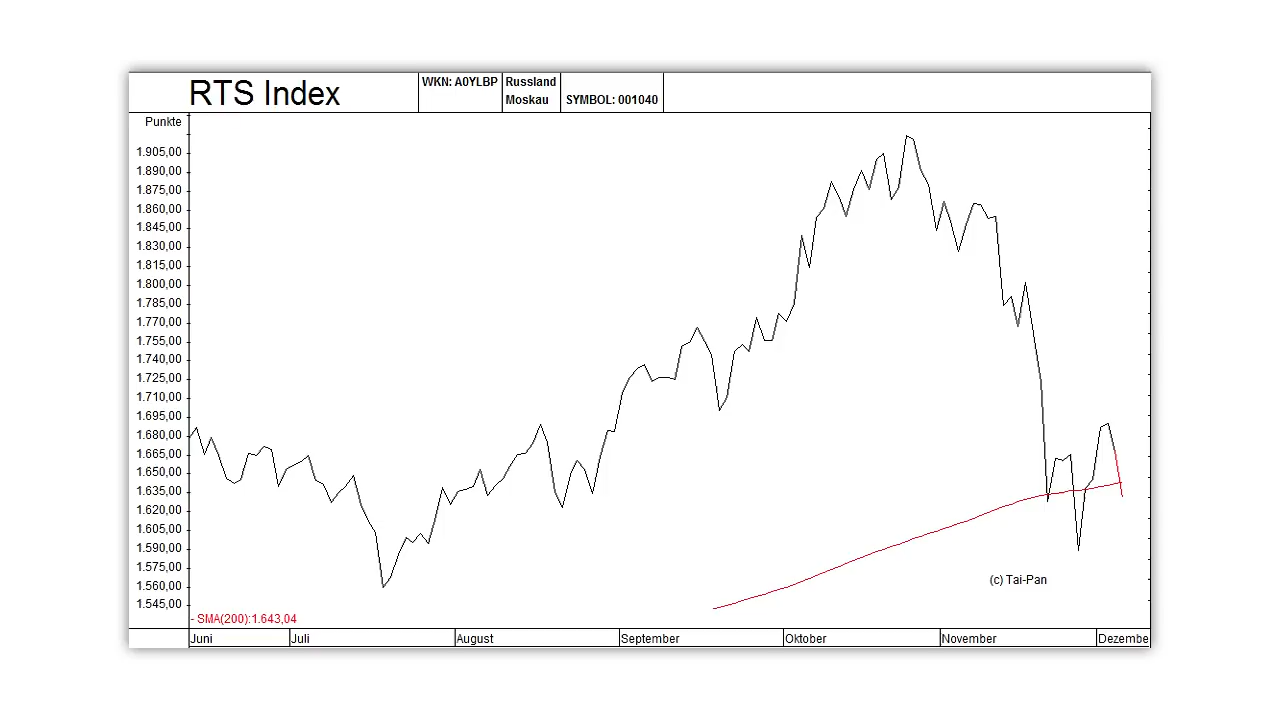 RTS Index
WKN: A0YLBP
Russland
Moskau
SYMBOL: 001040
Punkte
1.905,00
1.890,00
1.875,00
1.860,00
1.845,00
1.830,00
1.815,00
1.800,00
1.785,00
1.770,00
1.755,00
1.740,00
1.725,00
1.710,00
1.695,00
1.680,00
1.665,00
1.650,00
1.635,00
1.620,00
1.605,00
1.590,00
1.575,00
1.560,00
1.545,00
(c) Tai-Pan
- SMA(200):1.643,04
Juni Juli August September Oktober November Dezembe